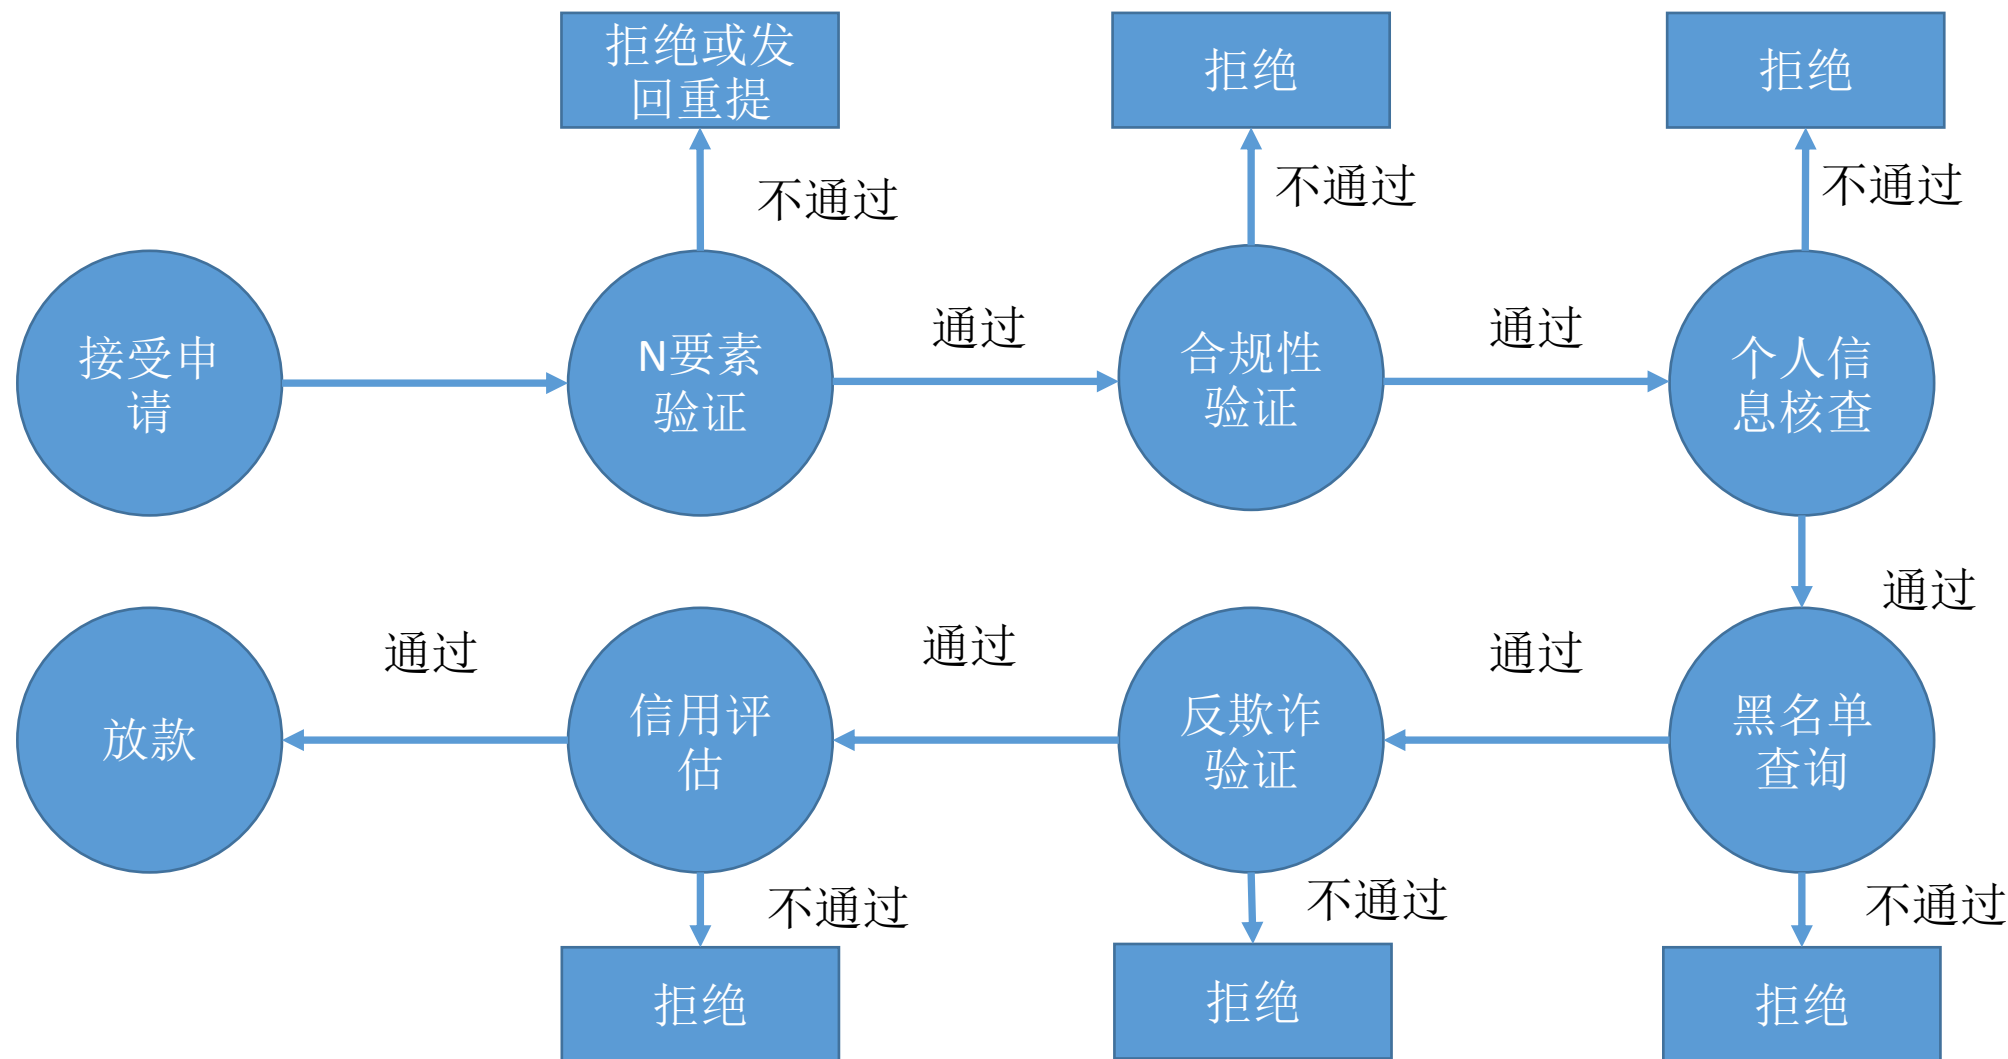 拒绝或发
回重提
拒绝
拒绝
不通过
不通过
不通过
接受申
请
N要素
验证
通过
合规性
验证
通过
个人信
息核查
通过
放款
通过
信用评
估
通过
反欺诈
验证
通过
黑名单
查询
不通过
不通过
不通过
拒绝
拒绝
拒绝